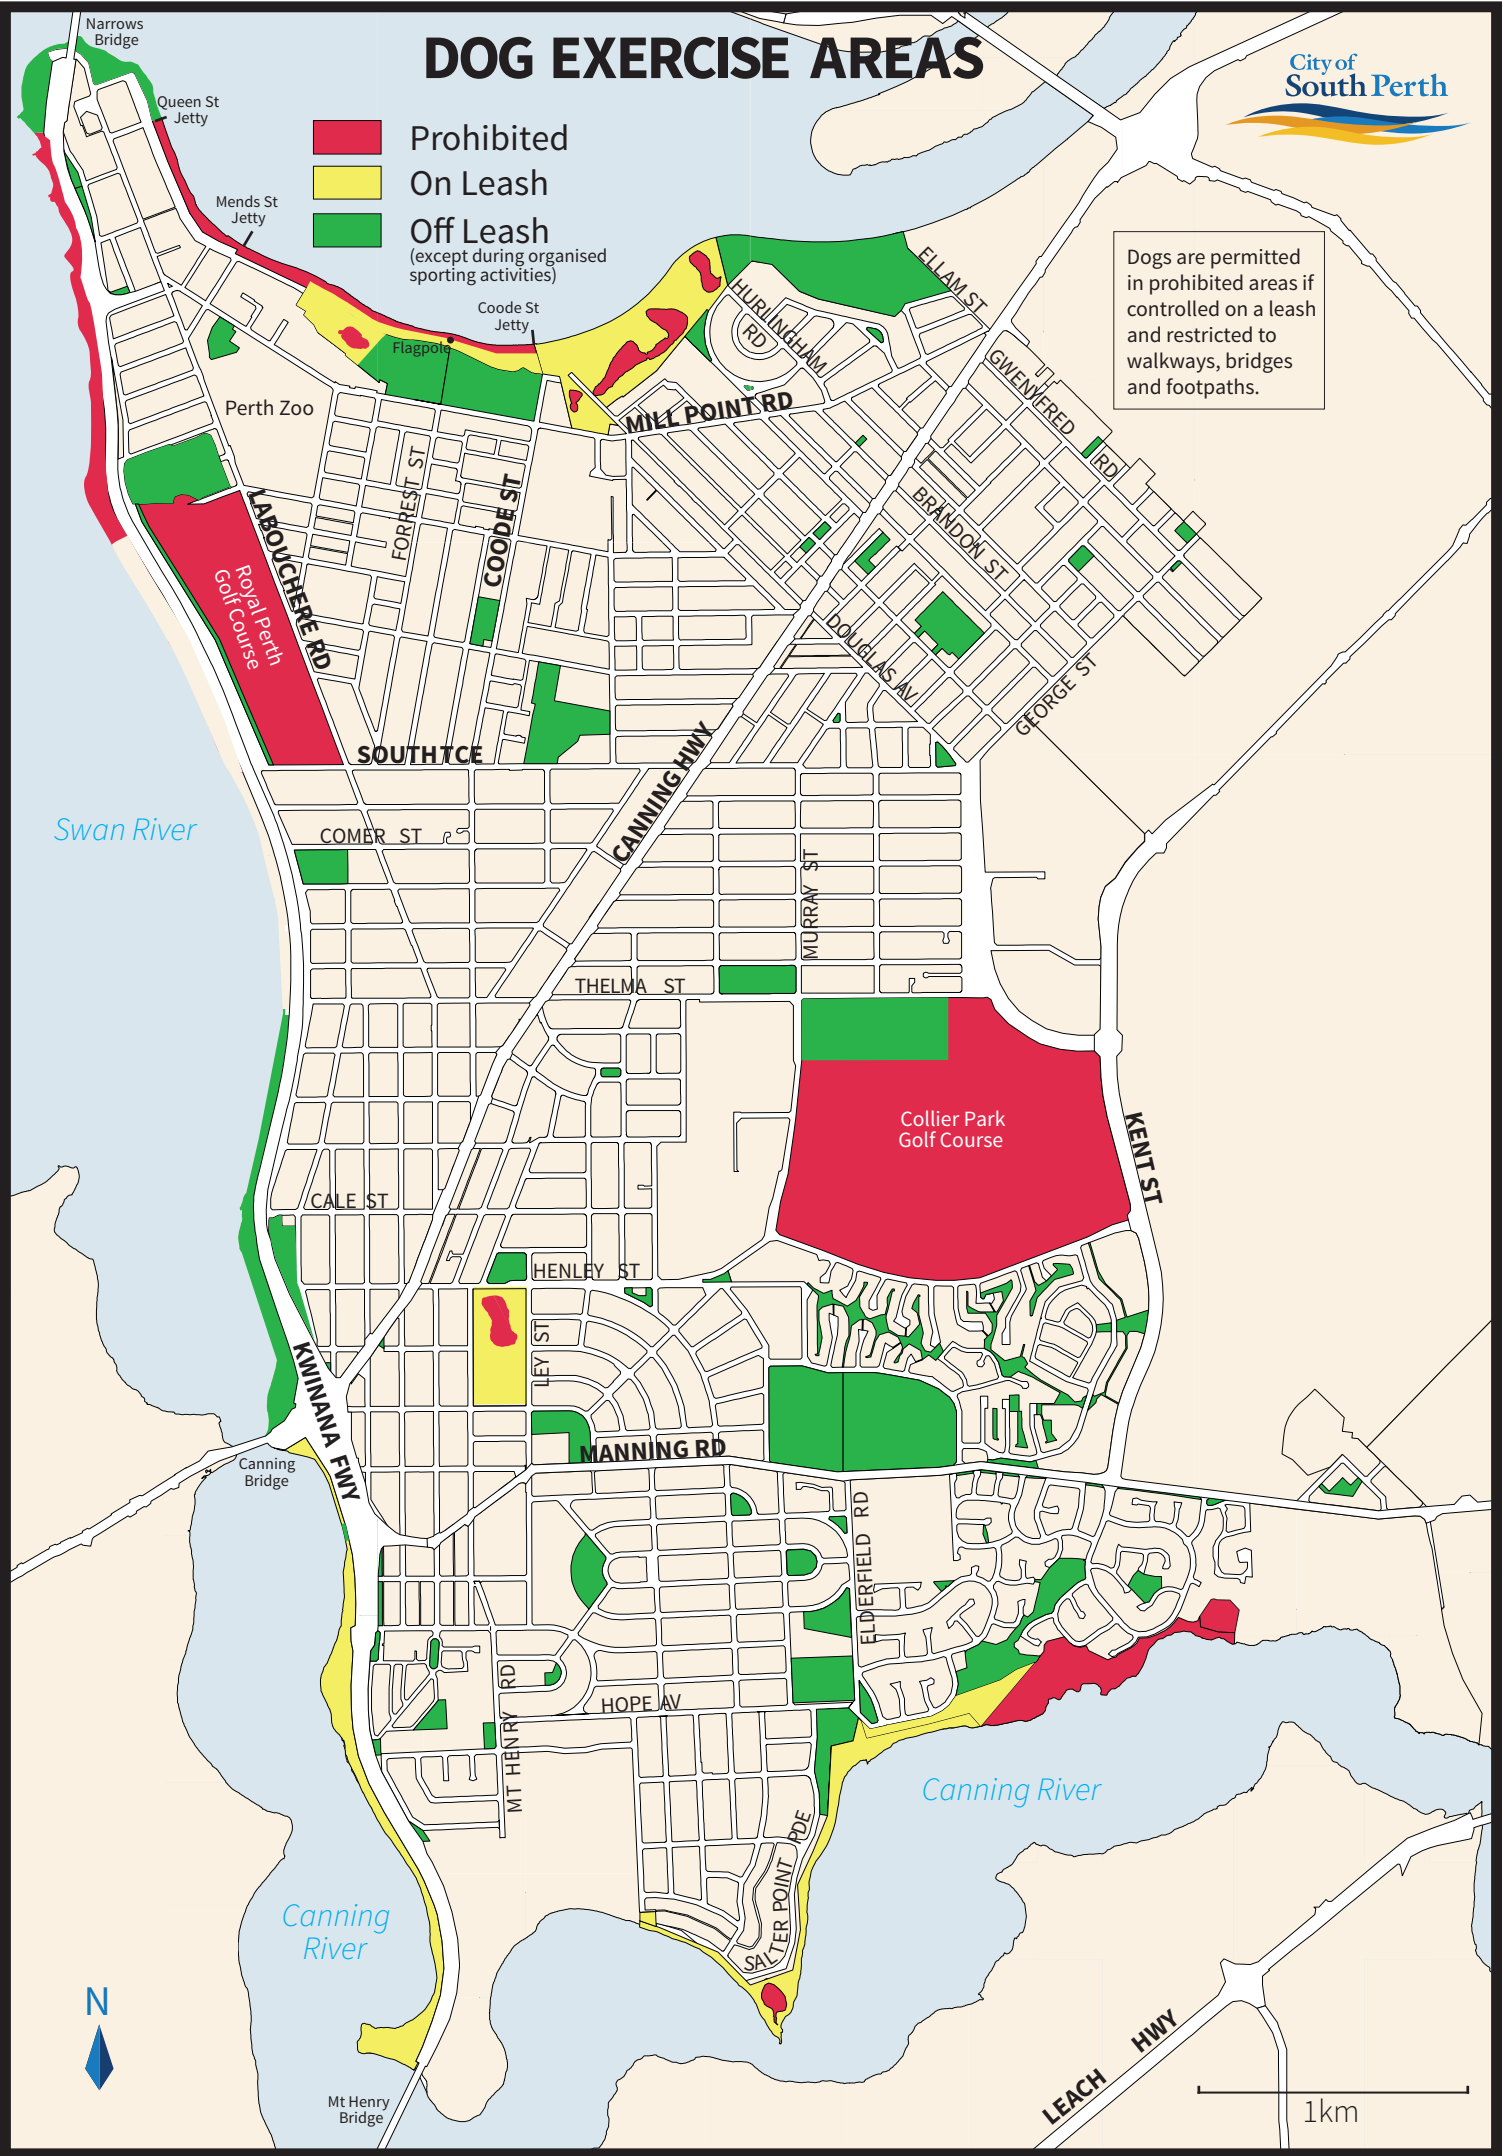 Narrows
Bridge
DOG EXERCISE AREAS
City of
South Perth
Queen St
Jetty
Prohibited
On Leash
Off Leash
(except during organised
sporting activities)
Mends St
Jetty
Coode St
Jetty
Flagpole
ELLAM ST
Dogs are permitted
in prohibited areas if
controlled on a leash
and restricted to
walkways, bridges
and footpaths.
HURLINGHAM
RD
GWENYFRED
RD
Perth Zoo
MILL POINT RD
FORREST ST
COODE ST
LABOUCHERE RD
BRANDON ST
Royal Perth
Golf Course
DOUGLAS AV
GEORGE ST
SOUTH TCE
CANNING HWY
Swan River
COMER ST
MURRAY ST
THELMA ST
Collier Park
Golf Course
KENT ST
CALE ST
HENLEY ST
LEY ST
KWINANA FWY
MANNING RD
Canning
Bridge
ELDERFIELD RD
MT HENRY RD
HOPE AV
Canning River
SALTER POINT PDE
Canning
River
N
Mt Henry
Bridge
LEACH HWY
1km